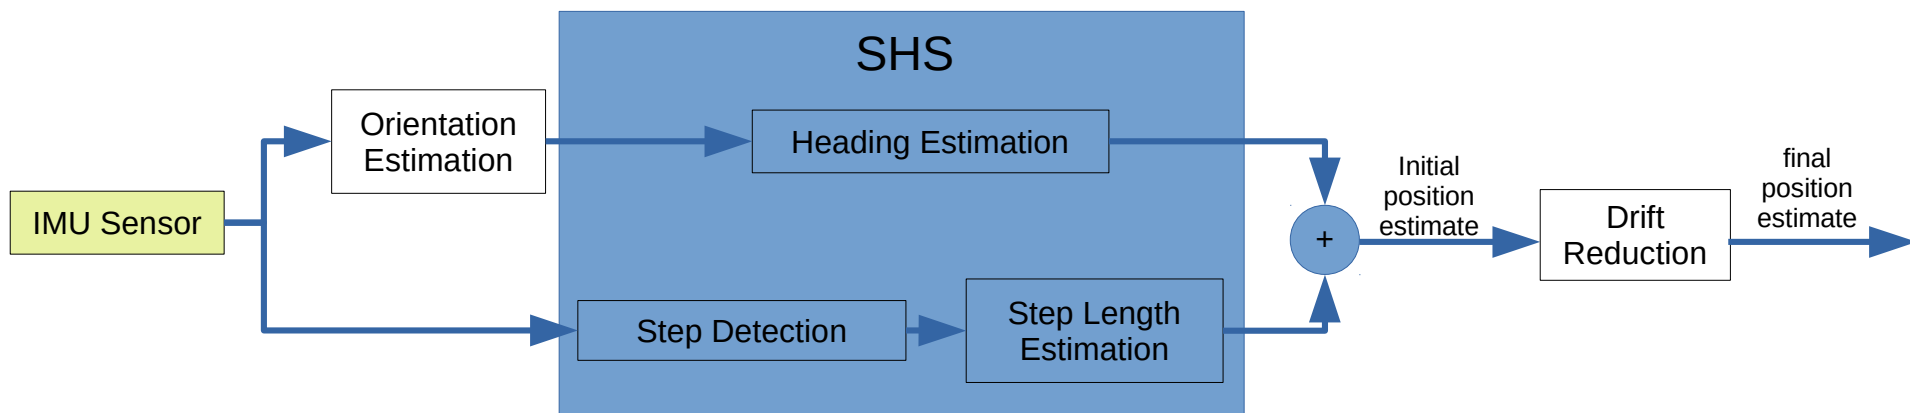 SHS
Orientation
Estimation
Heading Estimation
IMU Sensor
Step Detection
Step Length
Estimation
+
Initial
position
estimate
Drift
Reduction
final
position
estimate